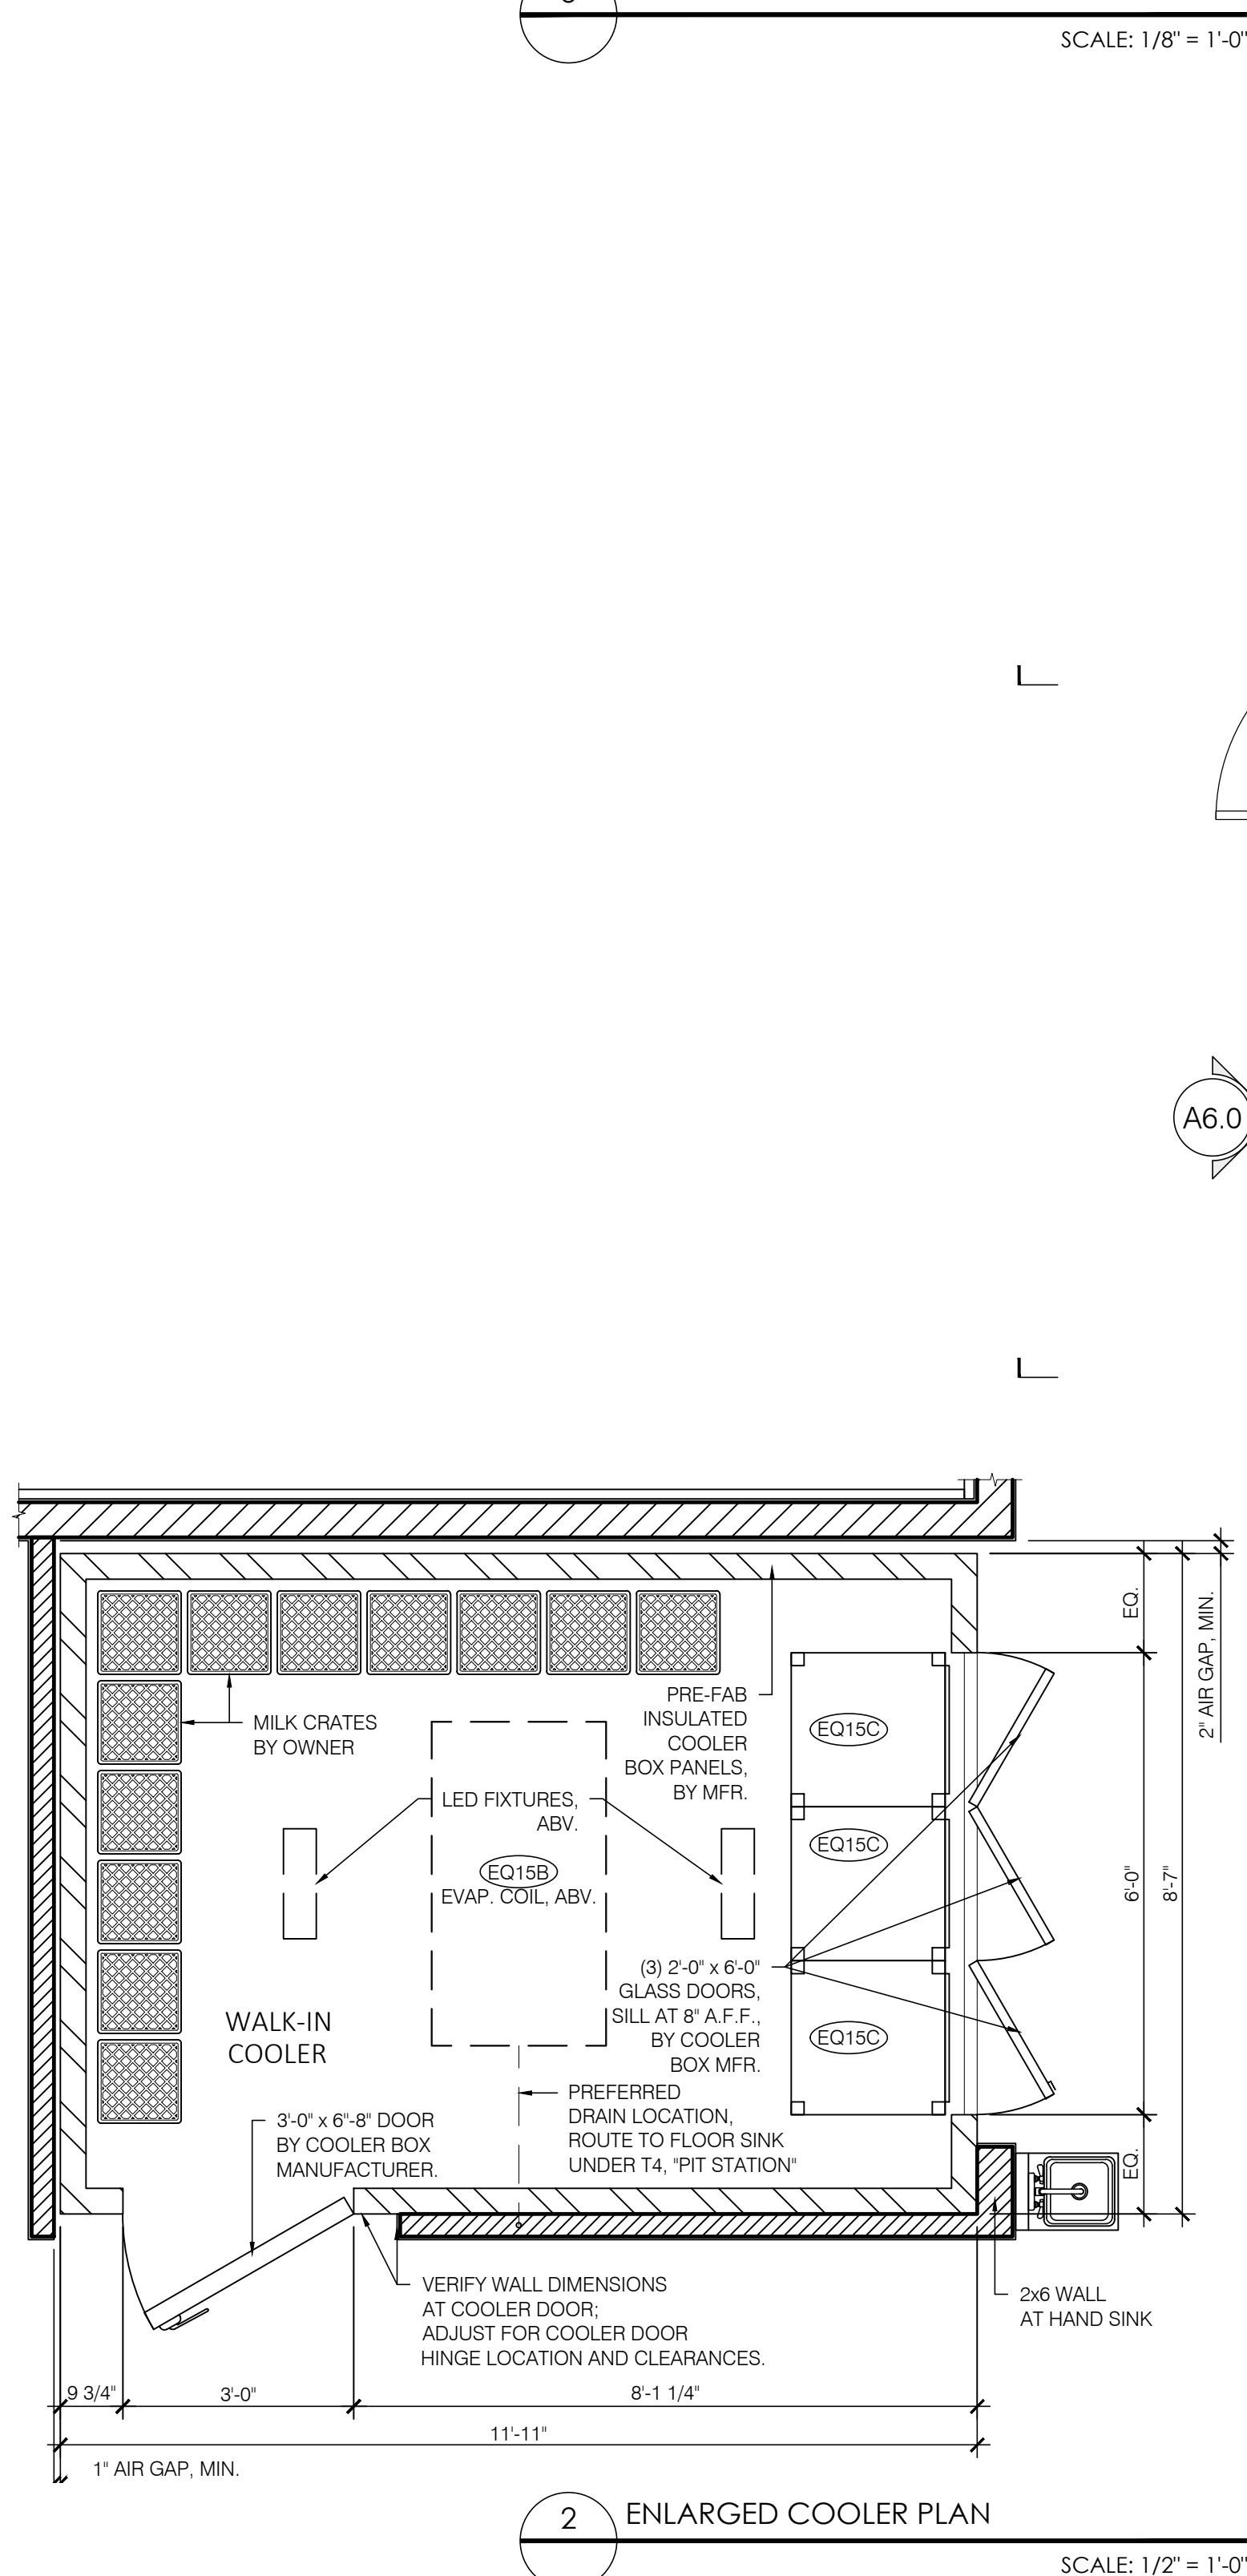 SCALE: 1/8" = 1'-0"
A6.0
EQ.
2" AIR GAP, MIN.
MILK CRATES
BY OWNER
PRE-FAB
INSULATED
COOLER
BOX PANELS,
BY MFR.
EQ15C
LED FIXTURES,
ABV.
EQ15C
EQ15B
EVAP. COIL, ABV.
6'-0"
8'-7"
(3) 2'-0" x 6'-0"
GLASS DOORS,
SILL AT 8" A.F.F.,
BY COOLER
BOX MFR.
EQ15C
WALK-IN
COOLER
PREFERRED
DRAIN LOCATION,
ROUTE TO FLOOR SINK
UNDER T4, "PIT STATION"
3'-0" x 6"-8" DOOR
BY COOLER BOX
MANUFACTURER.
EQ.
VERIFY WALL DIMENSIONS
AT COOLER DOOR;
ADJUST FOR COOLER DOOR
HINGE LOCATION AND CLEARANCES.
2x6 WALL
AT HAND SINK
9 3/4"
3'-0"
8'-1 1/4"
11'-11"
1" AIR GAP, MIN.
2
ENLARGED COOLER PLAN
SCALE: 1/2" = 1'-0"